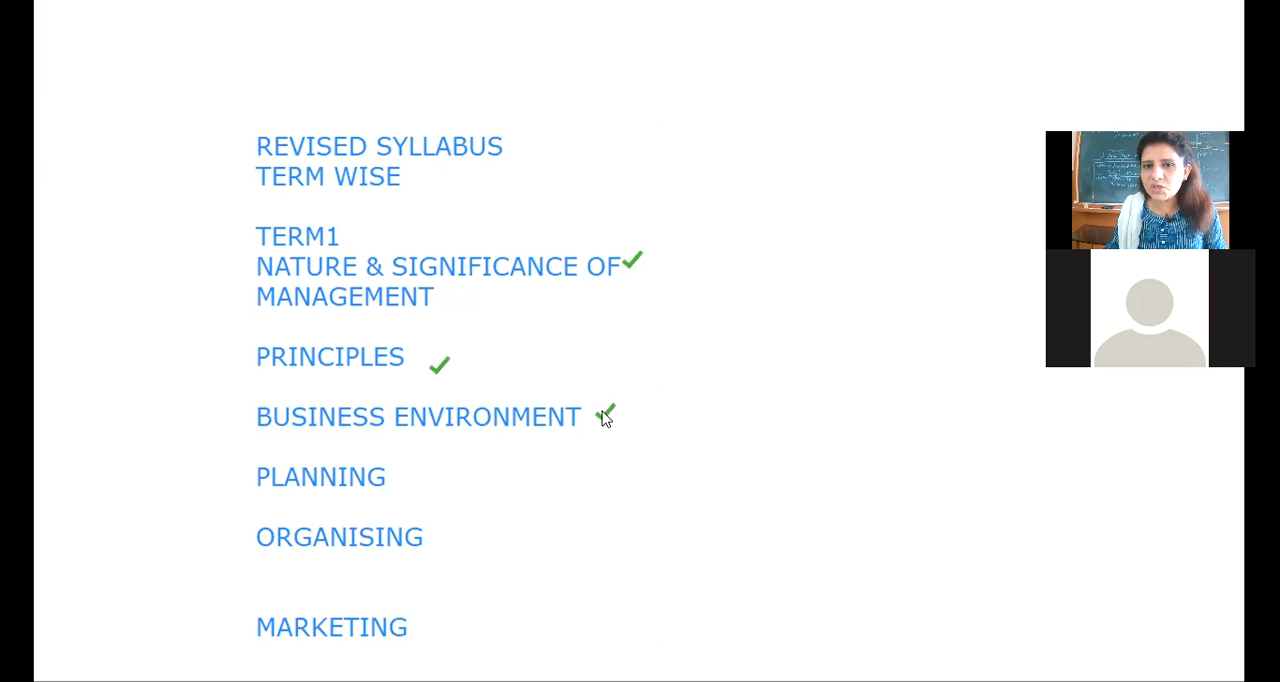 REVISED SYLLABUS
TERM WISE
TERM1
NATURE & SIGNIFICANCE OF
MANAGEMENT
PRINCIPLES
BUSINESS ENVIRONMENT
PLANNING
ORGANISING
MARKETING